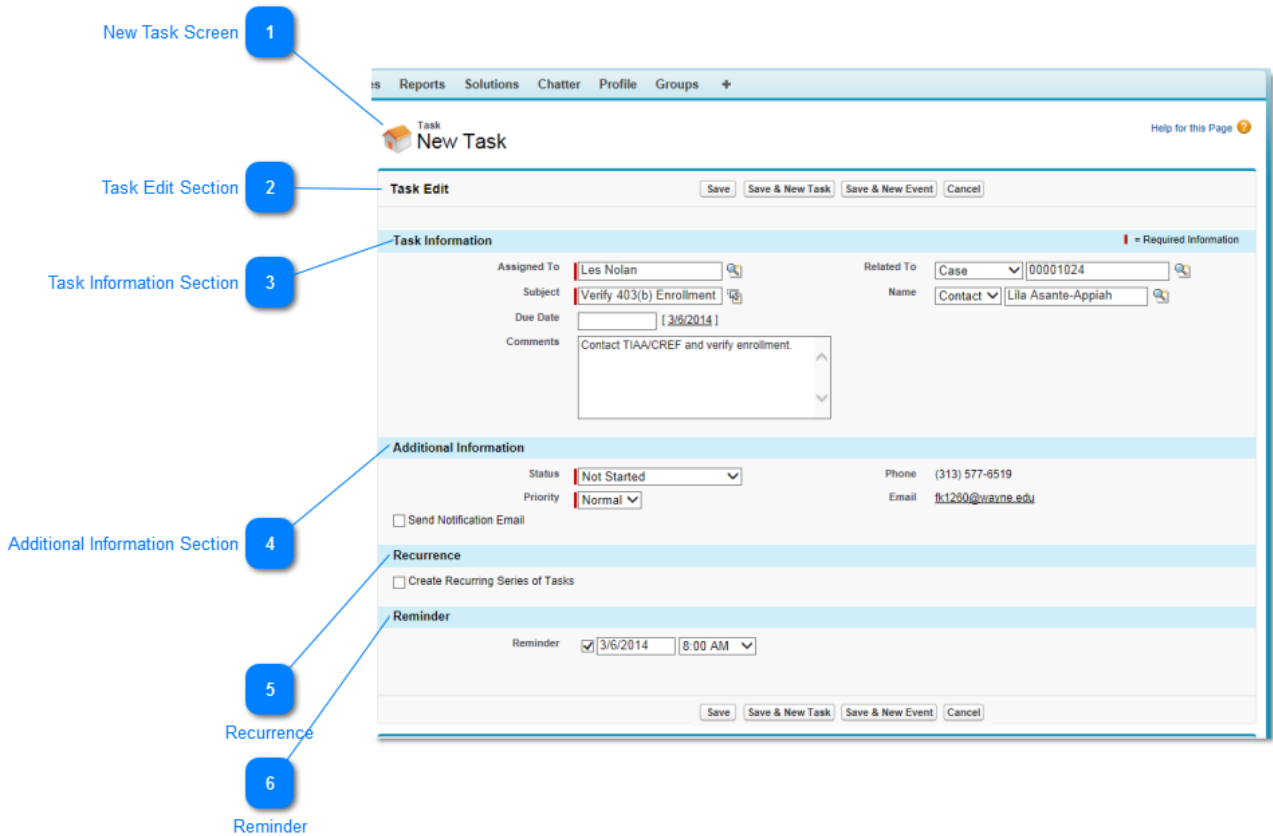 New Task Screen 1
es Reports Solutions Chatter Profile Groups +
Task
New Task
Help for this Page ?
Task Edit Section 2
Task Edit Save Save & New Task Save & New Event Cancel
Task Information = Required Information
Task Information Section 3
Assigned To Les Nolan Related To Case 00001024
Subject Verify 403(b) Enrollment Name Contact Lila Asante-Appiah
Due Date [ 3/6/2014 ]
Comments Contact TIAA/CREF and verify enrollment.
Additional Information
Status Not Started Phone (313) 577-6519
Priority Normal Email fk1260@wayne.edu
Send Notification Email
Additional Information Section 4
Recurrence
Create Recurring Series of Tasks
Reminder
Reminder 3/6/2014 8:00 AM
5
Recurrence
Save Save & New Task Save & New Event Cancel
6
Reminder